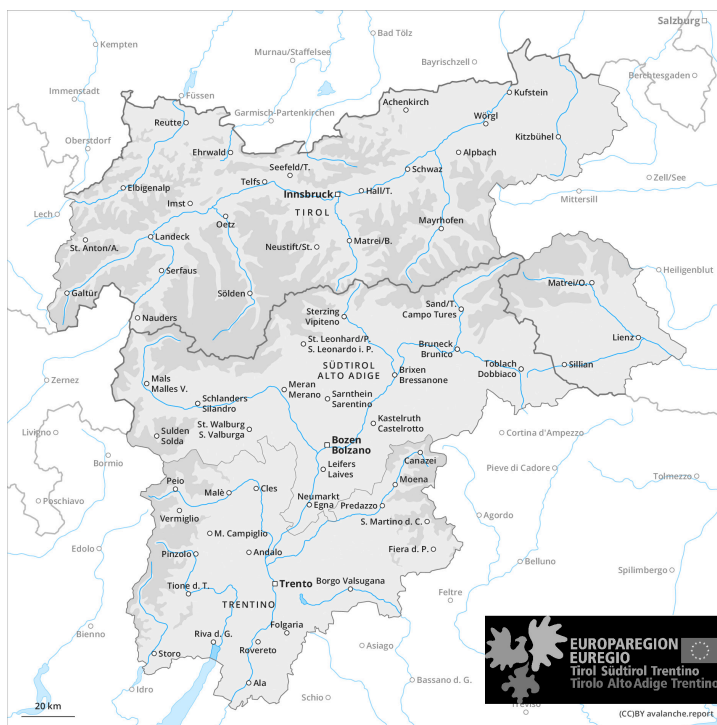 Salzburg
Kempten
Bad Tölz
Murnau/Staffelsee
Bayrischzell
Berchtesgaden
Immenstadt
Füssen
Kufstein
Achenkirch
Garmisch-Partenkirchen
Reutte
Wörgl
Oberstdorf
Kitzbühel
Ehrwald
Alpbach
Seefeld/T.
Schwaz
Zell/See
Telfs
Elbigenalp
Innsbruck
Hall/T.
Mittersill
Imst
Lech
TIROL
Oetz
Mayrhofen
Landeck
St. Anton/A.
Neustift/St.
Matrei/B.
Serfaus
Heiligenblut
Matrei/O.
Galtür
Sölden
Sand/T.
Campo Tures
Nauders
Sterzing
Vipiteno
Lienz
St. Leonhard/P.
S. Leonardo i. P.
Bruneck
Brunico
Toblach
Dobbiaco
Sillian
SÜDTIROL
ALTO ADIGE
Brixen
Bressanone
Zernez
Mals
Malles V.
Meran
Merano
Schlanders
Silandro
Sarnthein
Sarentino
Kastelruth
Castelrotto
St. Walburg
S. Valburga
Livigno
Sulden
Solda
Bozen
Bolzano
Cortina d'Ampezzo
Bormio
Canazei
Leifers
Laives
Pieve di Cadore
Tolmezzo
Peio
Moena
Poschiavo
Malè
Cles
Neumarkt
Egna
Predazzo
Vermiglio
Agordo
S. Martino d. C.
M. Campiglio
Edolo
Pinzolo
Andalo
Fiera d. P.
Belluno
Spilimbergo
Tione d. T.
Trento
Borgo Valsugana
Feltre
TRENTINO
Folgaria
Bienno
Riva d. G.
Rovereto
Asiago
Storo
Ala
Idro
Schio
Bassano d. G.
Treviso
EUROPAREGION
EUREGIO
Tirol Südtirol Trentino
Tirolo AltoAdige Trentino
20 km
(CC)BY avalanche.report